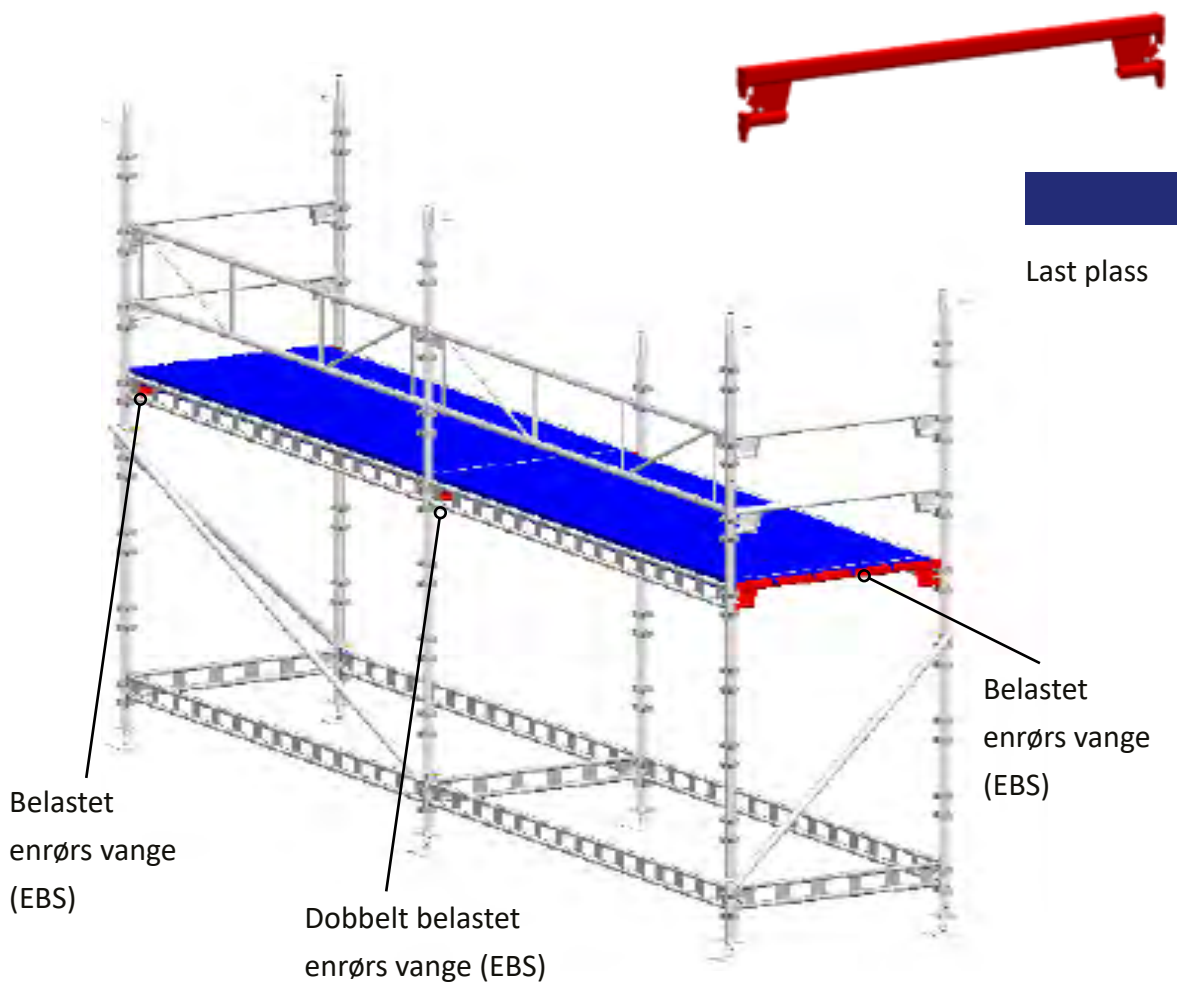 Last plass
Belastet
enrørs vange
(EBS)
Belastet
enrørs vange
(EBS)
Dobbelt belastet
enrørs vange (EBS)